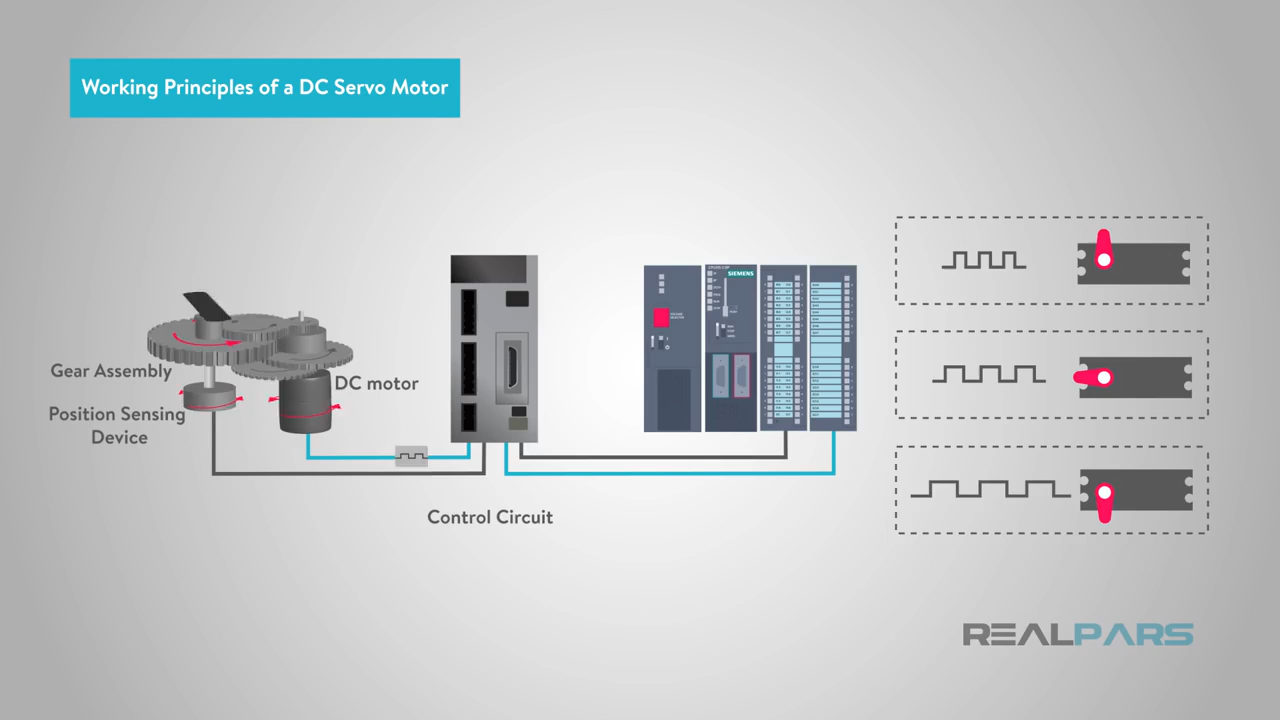 Working Principles of a DC Servo Motor
SIEMENS
Gear Assembly
DC motor
Position Sensing
Device
Control Circuit
REALPARS